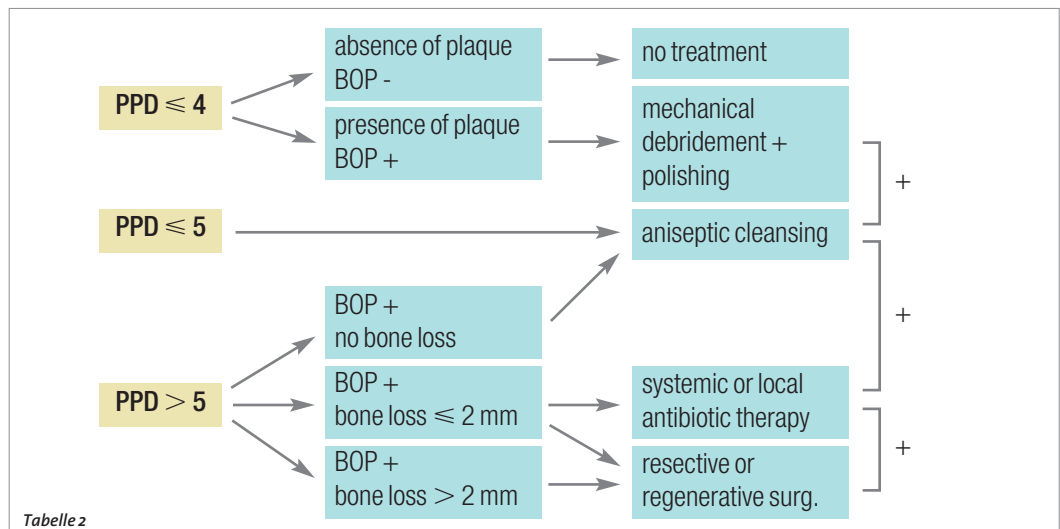 absence of plaque
BOP -
no treatment
PPD ⩽ 4
presence of plaque
BOP +
mechanical
debridement +
polishing
+
PPD ⩽ 5
aniseptic cleansing
BOP +
no bone loss
+
PPD > 5
BOP +
bone loss ⩽ 2 mm
systemic or local
antibiotic therapy
+
BOP +
bone loss > 2 mm
resective or
regenerative surg.
Tabelle 2